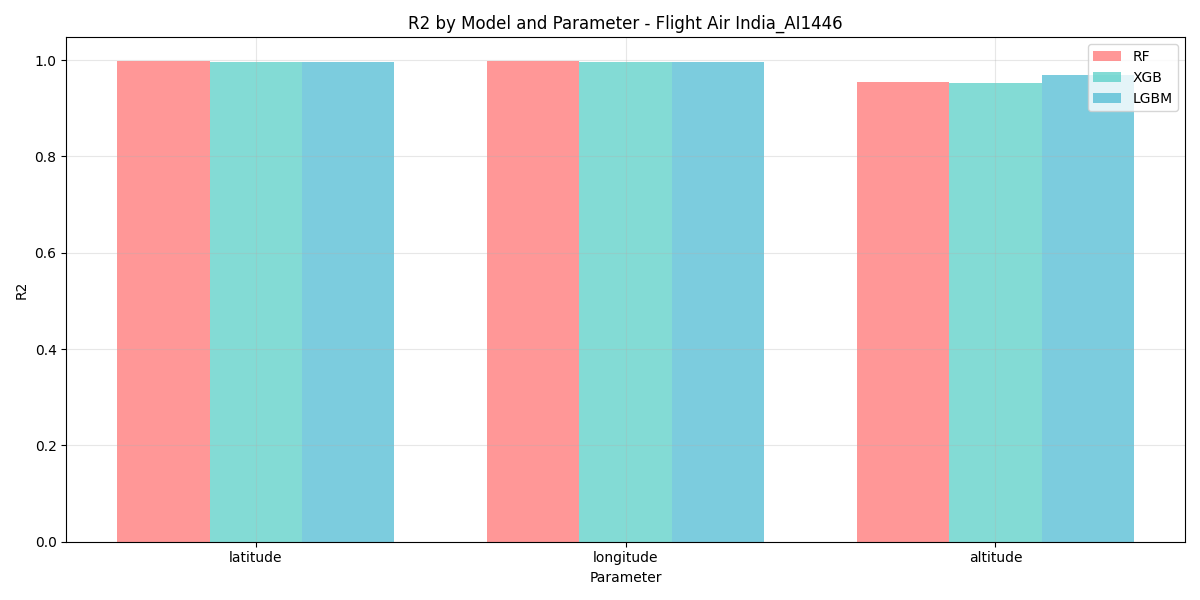 R2 by Model and Parameter - Flight Air India_AI1446
RF
XGB
LGBM
1.0
0.8
0.6
0.4
0.2
0.0
R2
latitude
longitude
altitude
Parameter